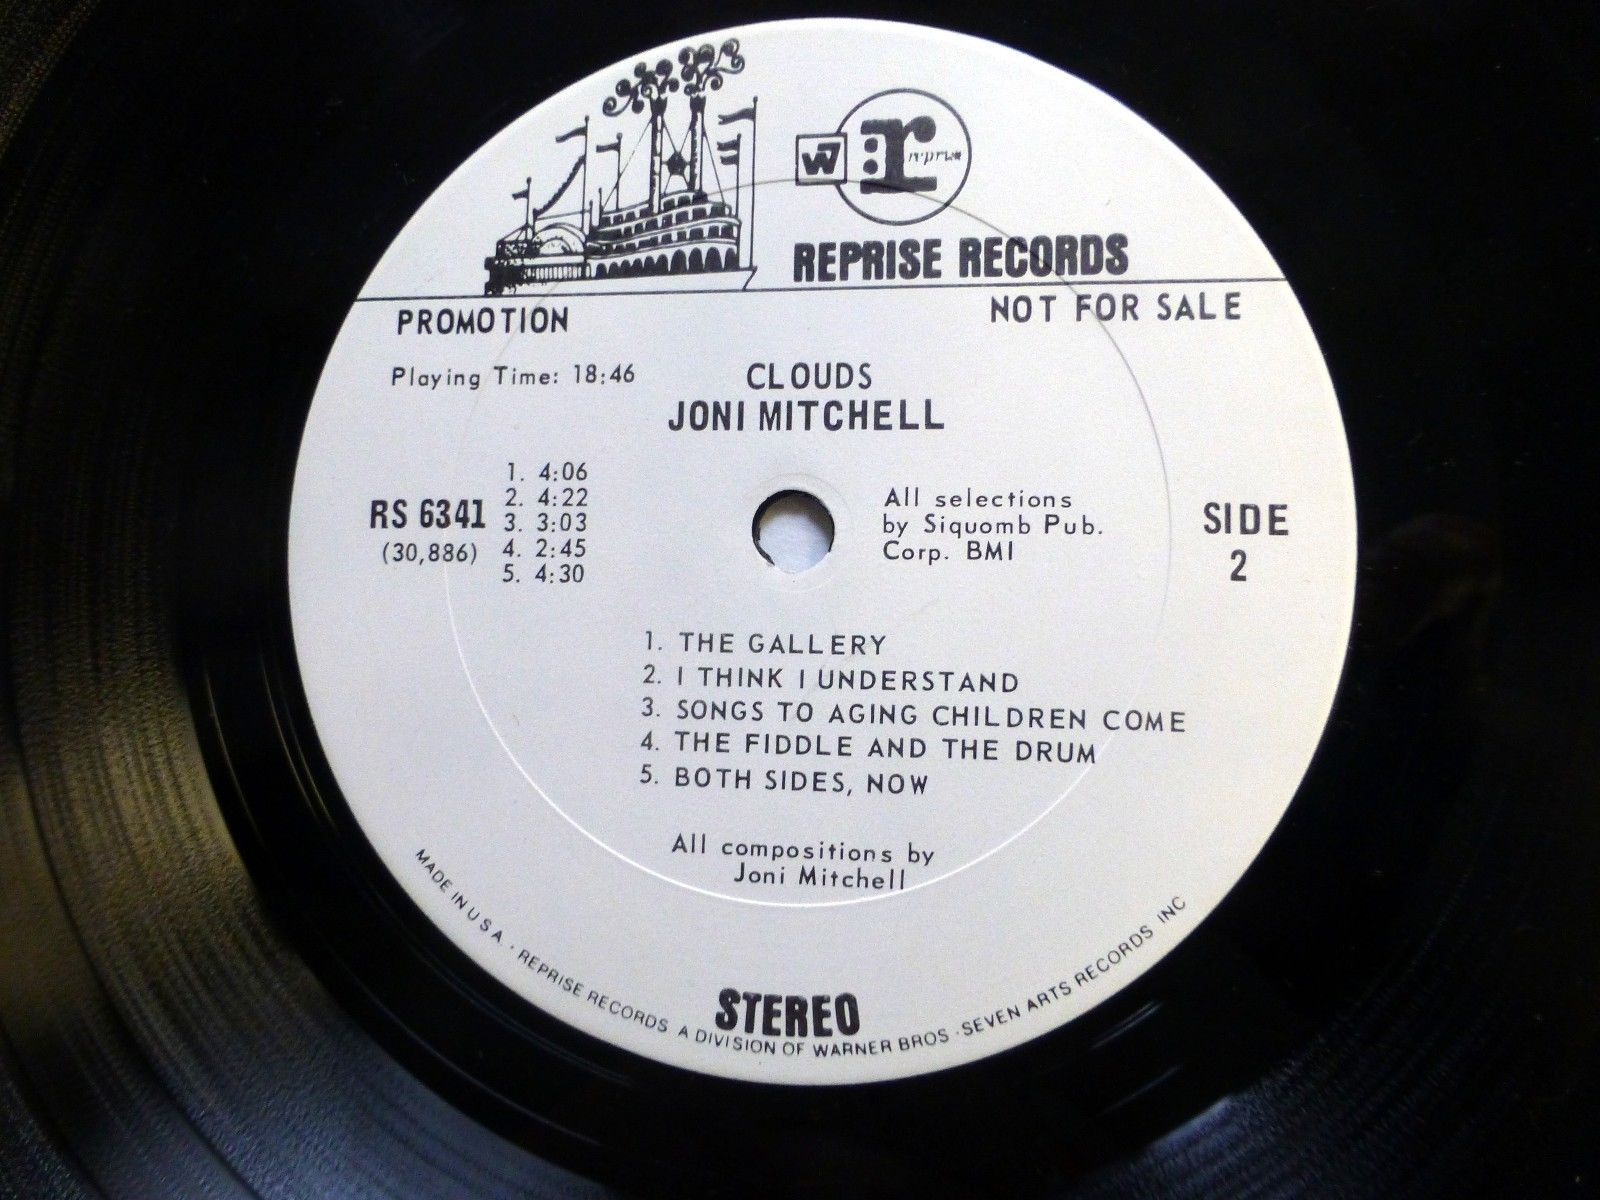 W7
r
reprise
REPRISE RECORDS
PROMOTION
NOT FOR SALE
Playing Time: 18:46
CLOUDS
JONI MITCHELL
RS 6341
(30,886)
1. 4:06
2. 4:22
3. 3:03
4. 2:45
5. 4:30
All selections
by Siquomb Pub.
Corp. BMI
SIDE
2
1. THE GALLERY
2. I THINK I UNDERSTAND
3. SONGS TO AGING CHILDREN COME
4. THE FIDDLE AND THE DRUM
5. BOTH SIDES, NOW
All compositions by
Joni Mitchell
STEREO
MADE IN U S A · REPRISE RECORDS A DIVISION OF WARNER BROS · SEVEN ARTS RECORDS INC